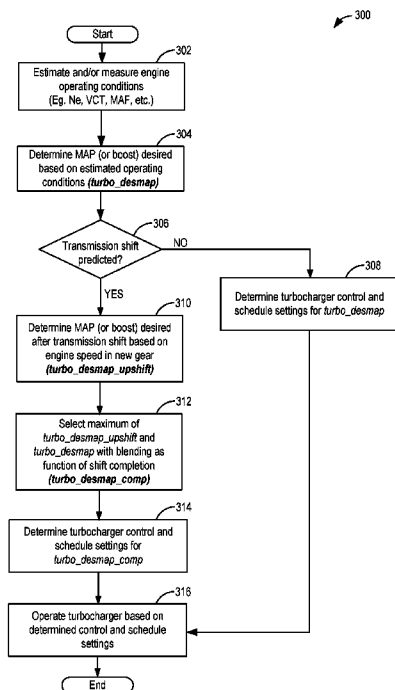 300
Start
302
Estimate and/or measure engine
operating conditions
(Eg. Ne, VCT, MAF, etc.)
304
Determine MAP (or boost) desired
based on estimated operating
conditions (turbo_desmap)
306
Transmission shift
predicted?
NO
YES
308
Determine turbocharger control and
schedule settings for turbo_desmap
310
Determine MAP (or boost) desired
after transmission shift based on
engine speed in new gear
(turbo_desmap_upshift)
312
Select maximum of
turbo_desmap_upshift and
turbo_desmap with blending as
function of shift completion
(turbo_desmap_comp)
314
Determine turbocharger control and
schedule settings for
turbo_desmap_comp
316
Operate turbocharger based on
determined control and schedule
settings
End